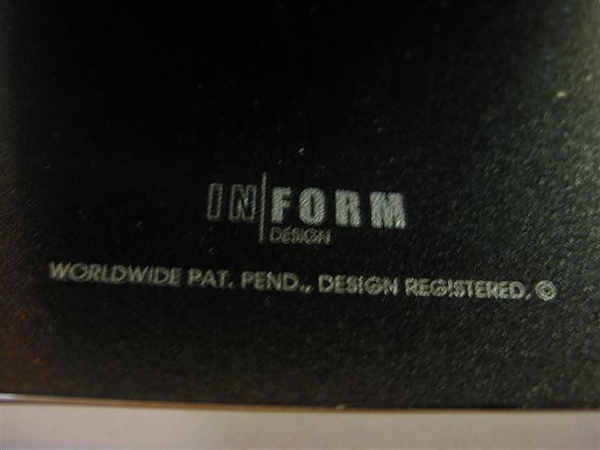 IN|FORM
DESIGN
WORLDWIDE PAT. PEND., DESIGN REGISTERED. ©